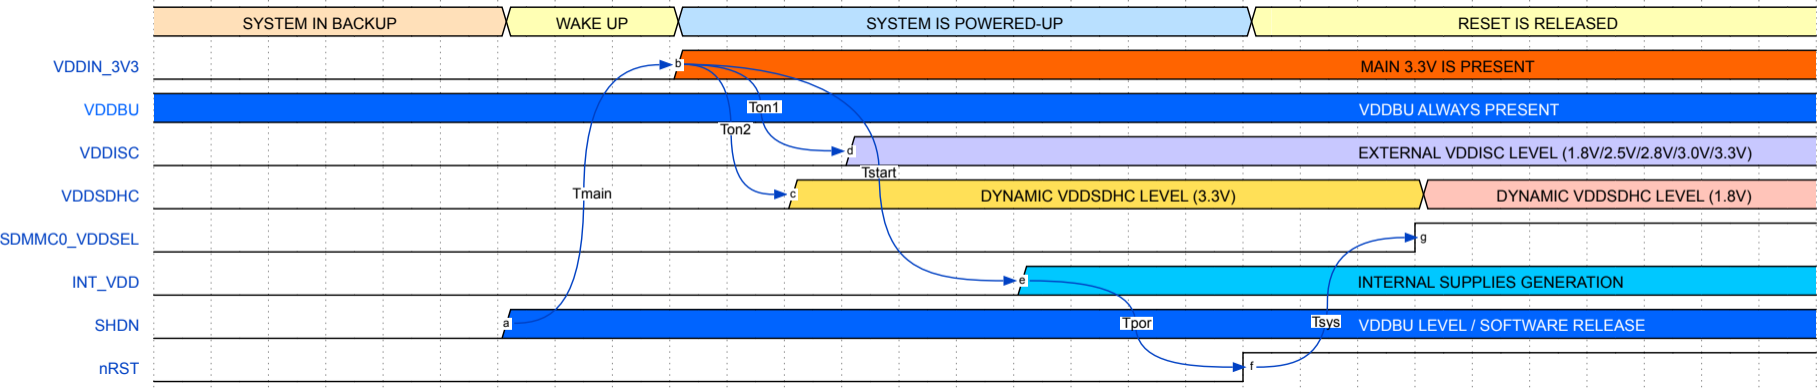 SYSTEM IN BACKUP WAKE UP SYSTEM IS POWERED-UP RESET IS RELEASED
VDDIN_3V3 b MAIN 3.3V IS PRESENT
VDDBU Ton1 VDDBU ALWAYS PRESENT
Ton2
VDDISC d EXTERNAL VDDISC LEVEL (1.8V/2.5V/2.8V/3.0V/3.3V)
Tstart
VDDSDHC Tmain c DYNAMIC VDDSDHC LEVEL (3.3V) DYNAMIC VDDSDHC LEVEL (1.8V)
SDMMC0_VDDSEL g
INT_VDD e INTERNAL SUPPLIES GENERATION
SHDN a Tpor Tsys VDDBU LEVEL / SOFTWARE RELEASE
nRST f